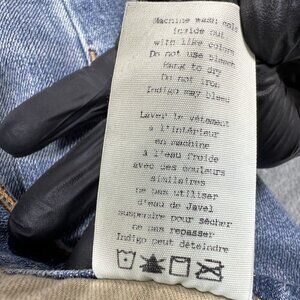 Machine wash cold
inside out,
with like colors
Do not use bleach
Hang to dry
Do not iron
Indigo may bleed
Laver le vêtement
à l'intérieur
en machine
à l'eau froide
avec des couleurs
similaires
ne pas utiliser
d'eau de Javel
suspendre pour sécher
ne pas repasser
Indigo peut déteindre